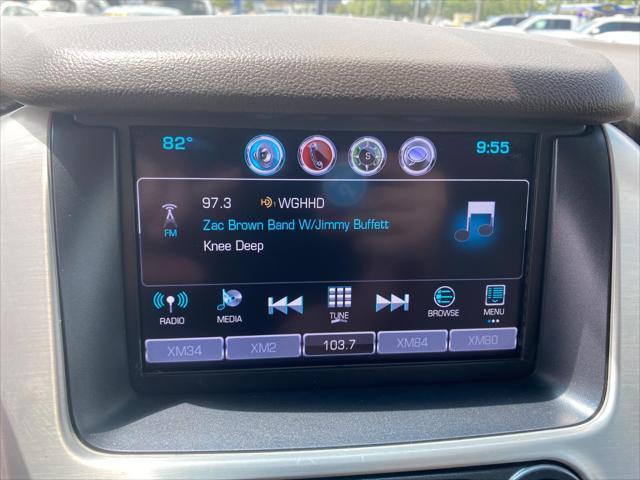 82° S 9:55
97.3 HD) WGHHD
FM
Zac Brown Band W/Jimmy Buffett
Knee Deep
RADIO MEDIA TUNE BROWSE MENU
XM34 XM2 103.7 XM84 XM80